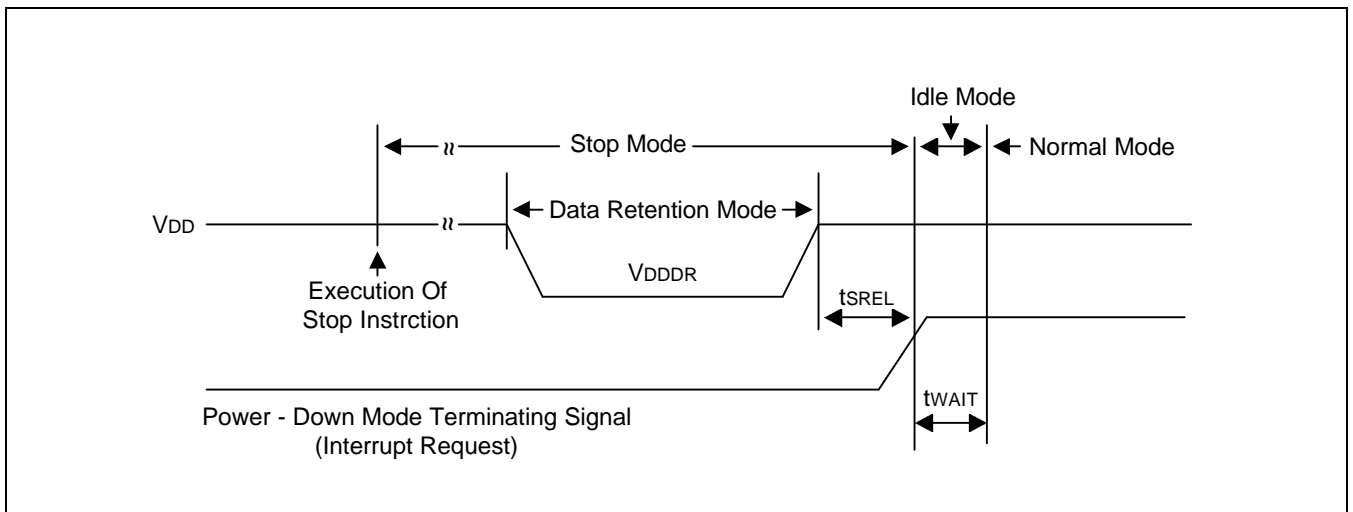 Idle Mode
Stop Mode
Normal Mode
Data Retention Mode
VDD
VDDDR
Execution Of
Stop Instrction
tSREL
tWAIT
Power - Down Mode Terminating Signal
(Interrupt Request)